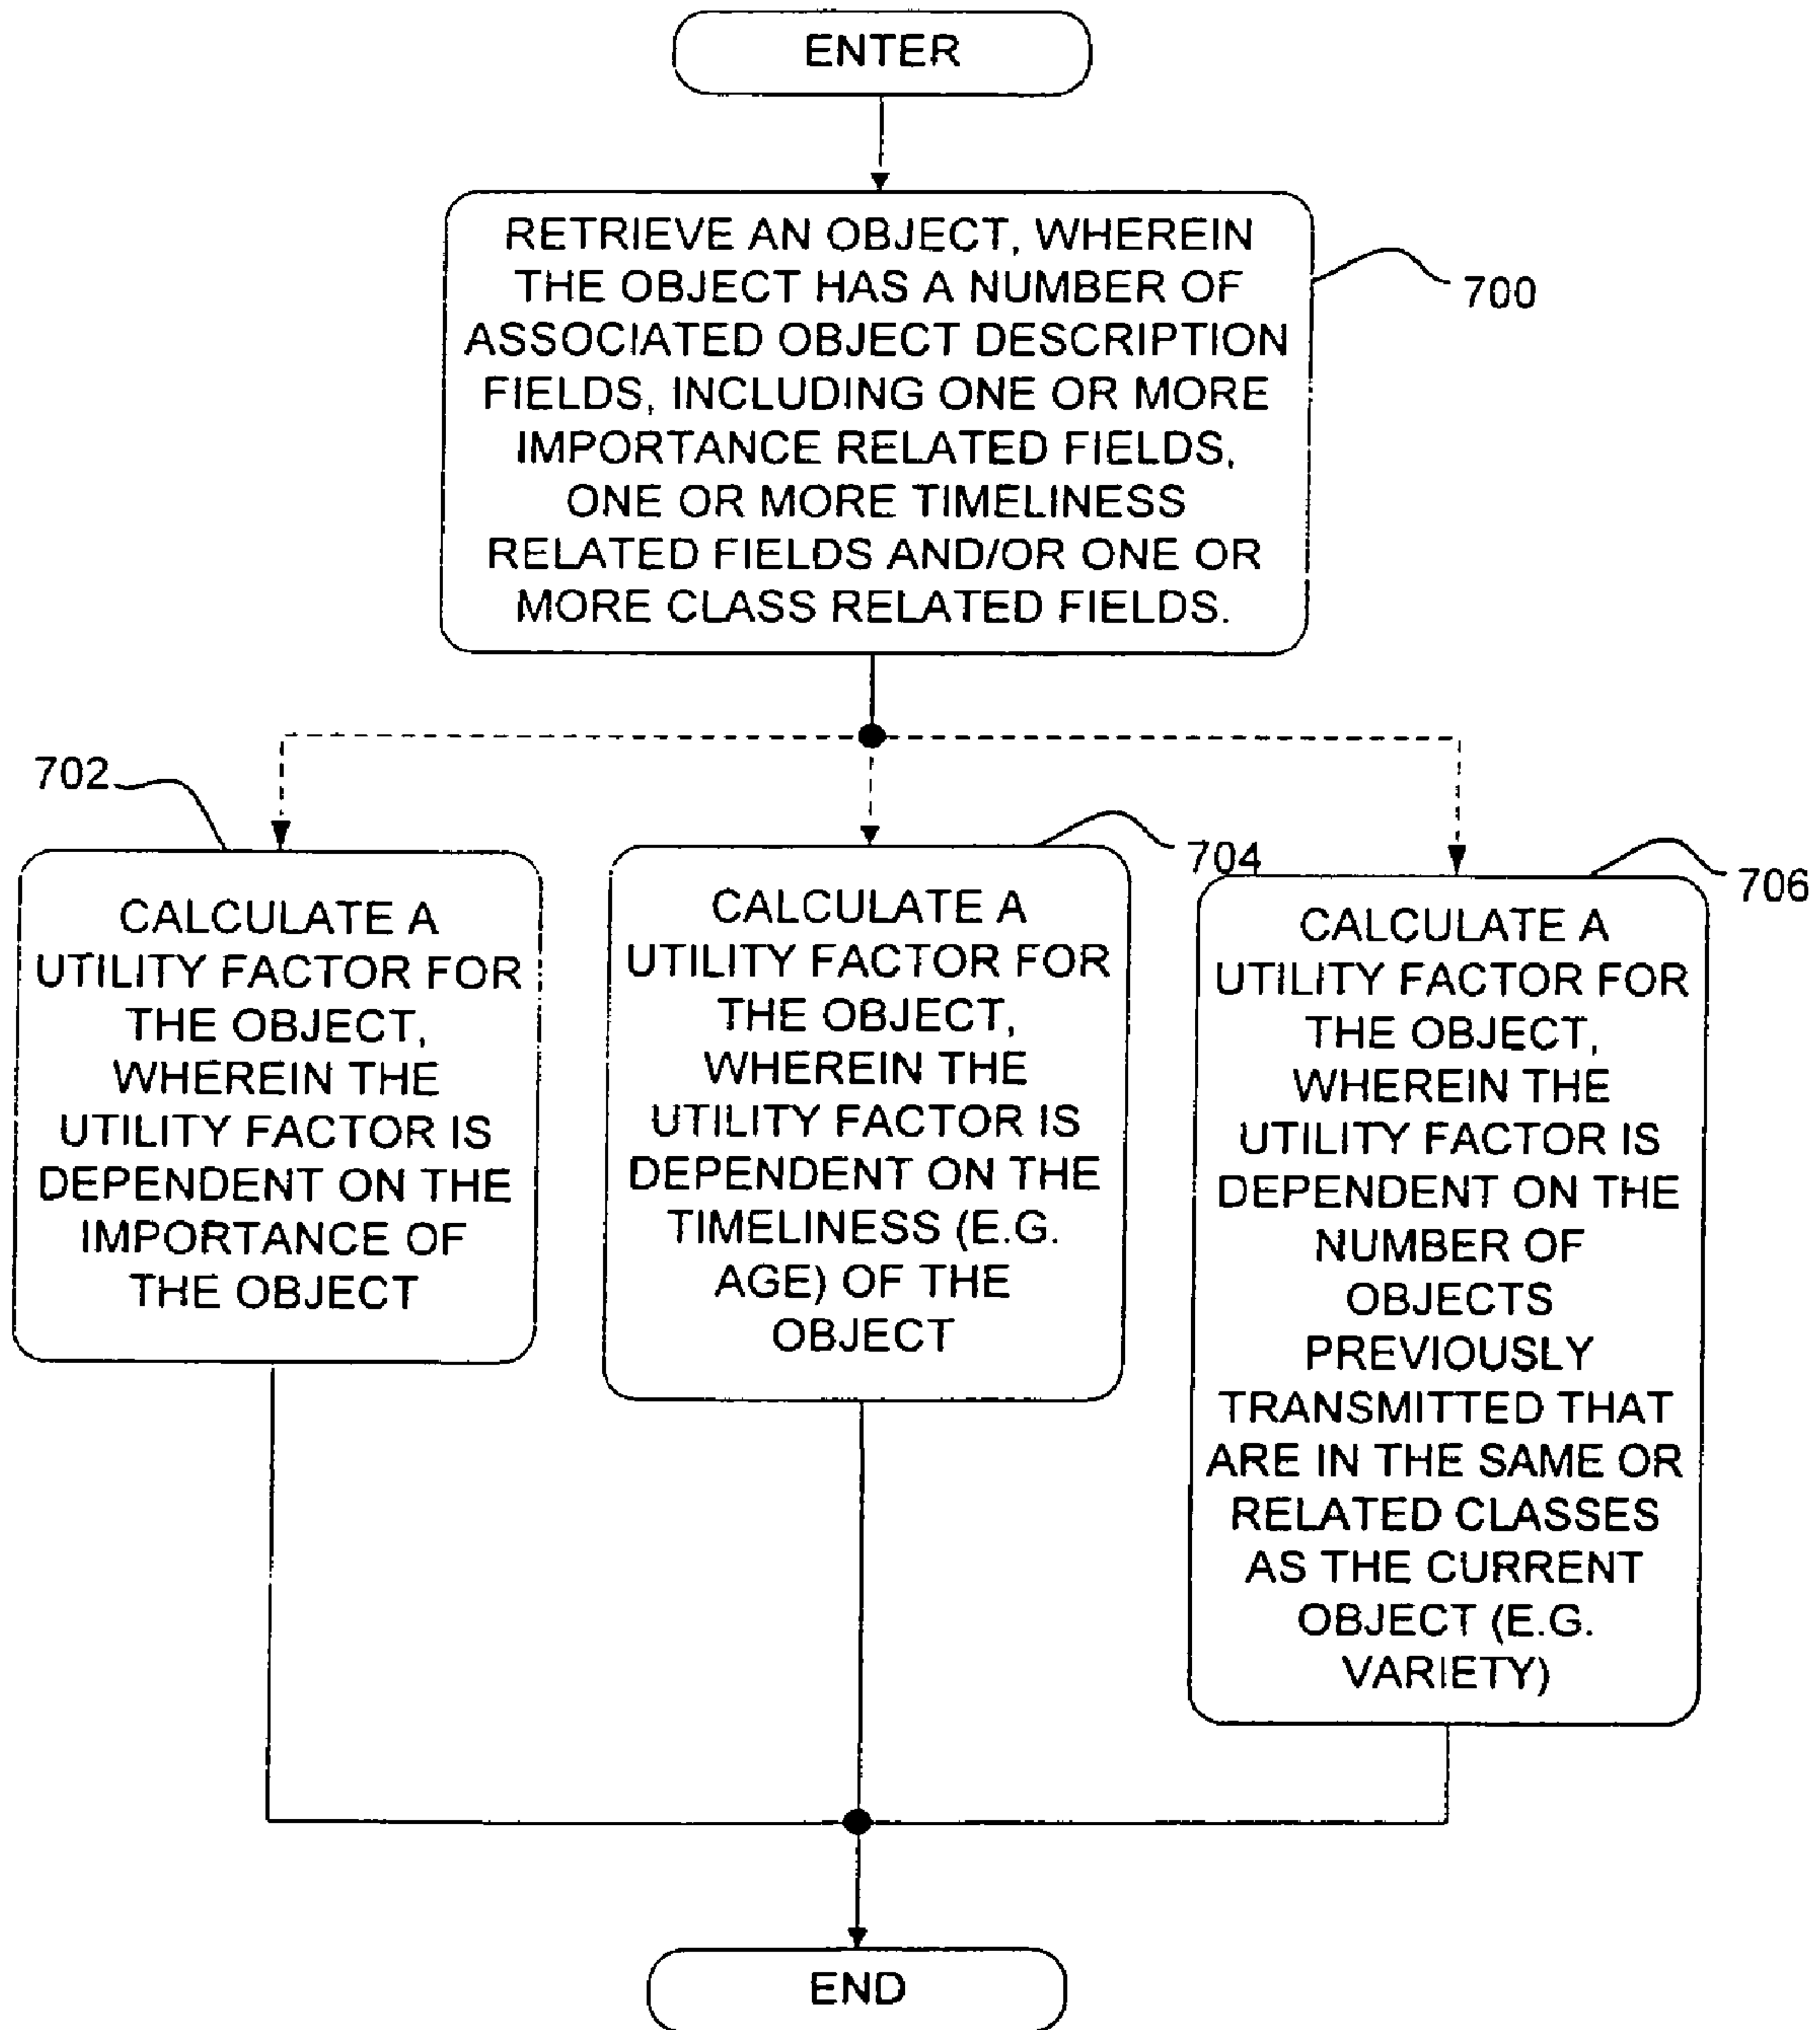 ENTER
RETRIEVE AN OBJECT, WHEREIN
THE OBJECT HAS A NUMBER OF
ASSOCIATED OBJECT DESCRIPTION
FIELDS, INCLUDING ONE OR MORE
IMPORTANCE RELATED FIELDS,
ONE OR MORE TIMELINESS
RELATED FIELDS AND/OR ONE OR
MORE CLASS RELATED FIELDS.
700
702
CALCULATE A
UTILITY FACTOR FOR
THE OBJECT,
WHEREIN THE
UTILITY FACTOR IS
DEPENDENT ON THE
IMPORTANCE OF
THE OBJECT
704
CALCULATE A
UTILITY FACTOR FOR
THE OBJECT,
WHEREIN THE
UTILITY FACTOR IS
DEPENDENT ON THE
TIMELINESS (E.G.
AGE) OF THE
OBJECT
706
CALCULATE A
UTILITY FACTOR FOR
THE OBJECT,
WHEREIN THE
UTILITY FACTOR IS
DEPENDENT ON THE
NUMBER OF
OBJECTS
PREVIOUSLY
TRANSMITTED THAT
ARE IN THE SAME OR
RELATED CLASSES
AS THE CURRENT
OBJECT (E.G.
VARIETY)
END